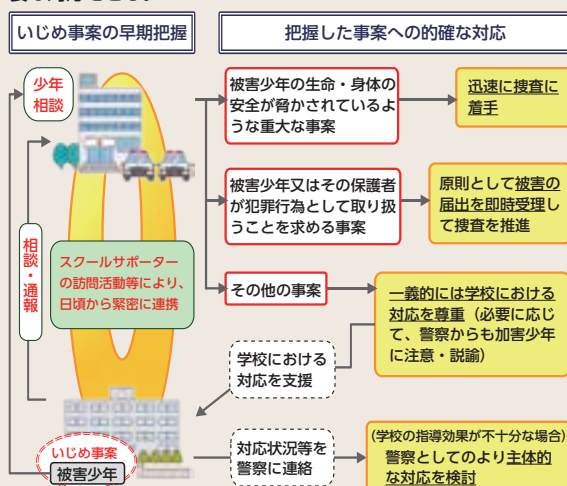 いじめ事案の早期把握
把握した事案への的確な対応
少年
相談
被害少年の生命・身体の
安全が脅かされているよ
うな重大な事案
迅速に捜査に
着手
被害少年又はその保護者
が犯罪行為として取り扱
うことを求める事案
原則として被害の
届出を即時受理し
て捜査を推進
相談・通報
スクールサポーター
の訪問活動等により、
日頃から緊密に連携
その他の事案
一義的には学校における
対応を尊重（必要に応じ
て、警察からも加害少年
に注意・説諭）
学校における
対応を支援
いじめ事案
被害少年
対応状況等を
警察に連絡
(学校の指導効果が不十分な場合)
警察としてのより主体的
な対応を検討